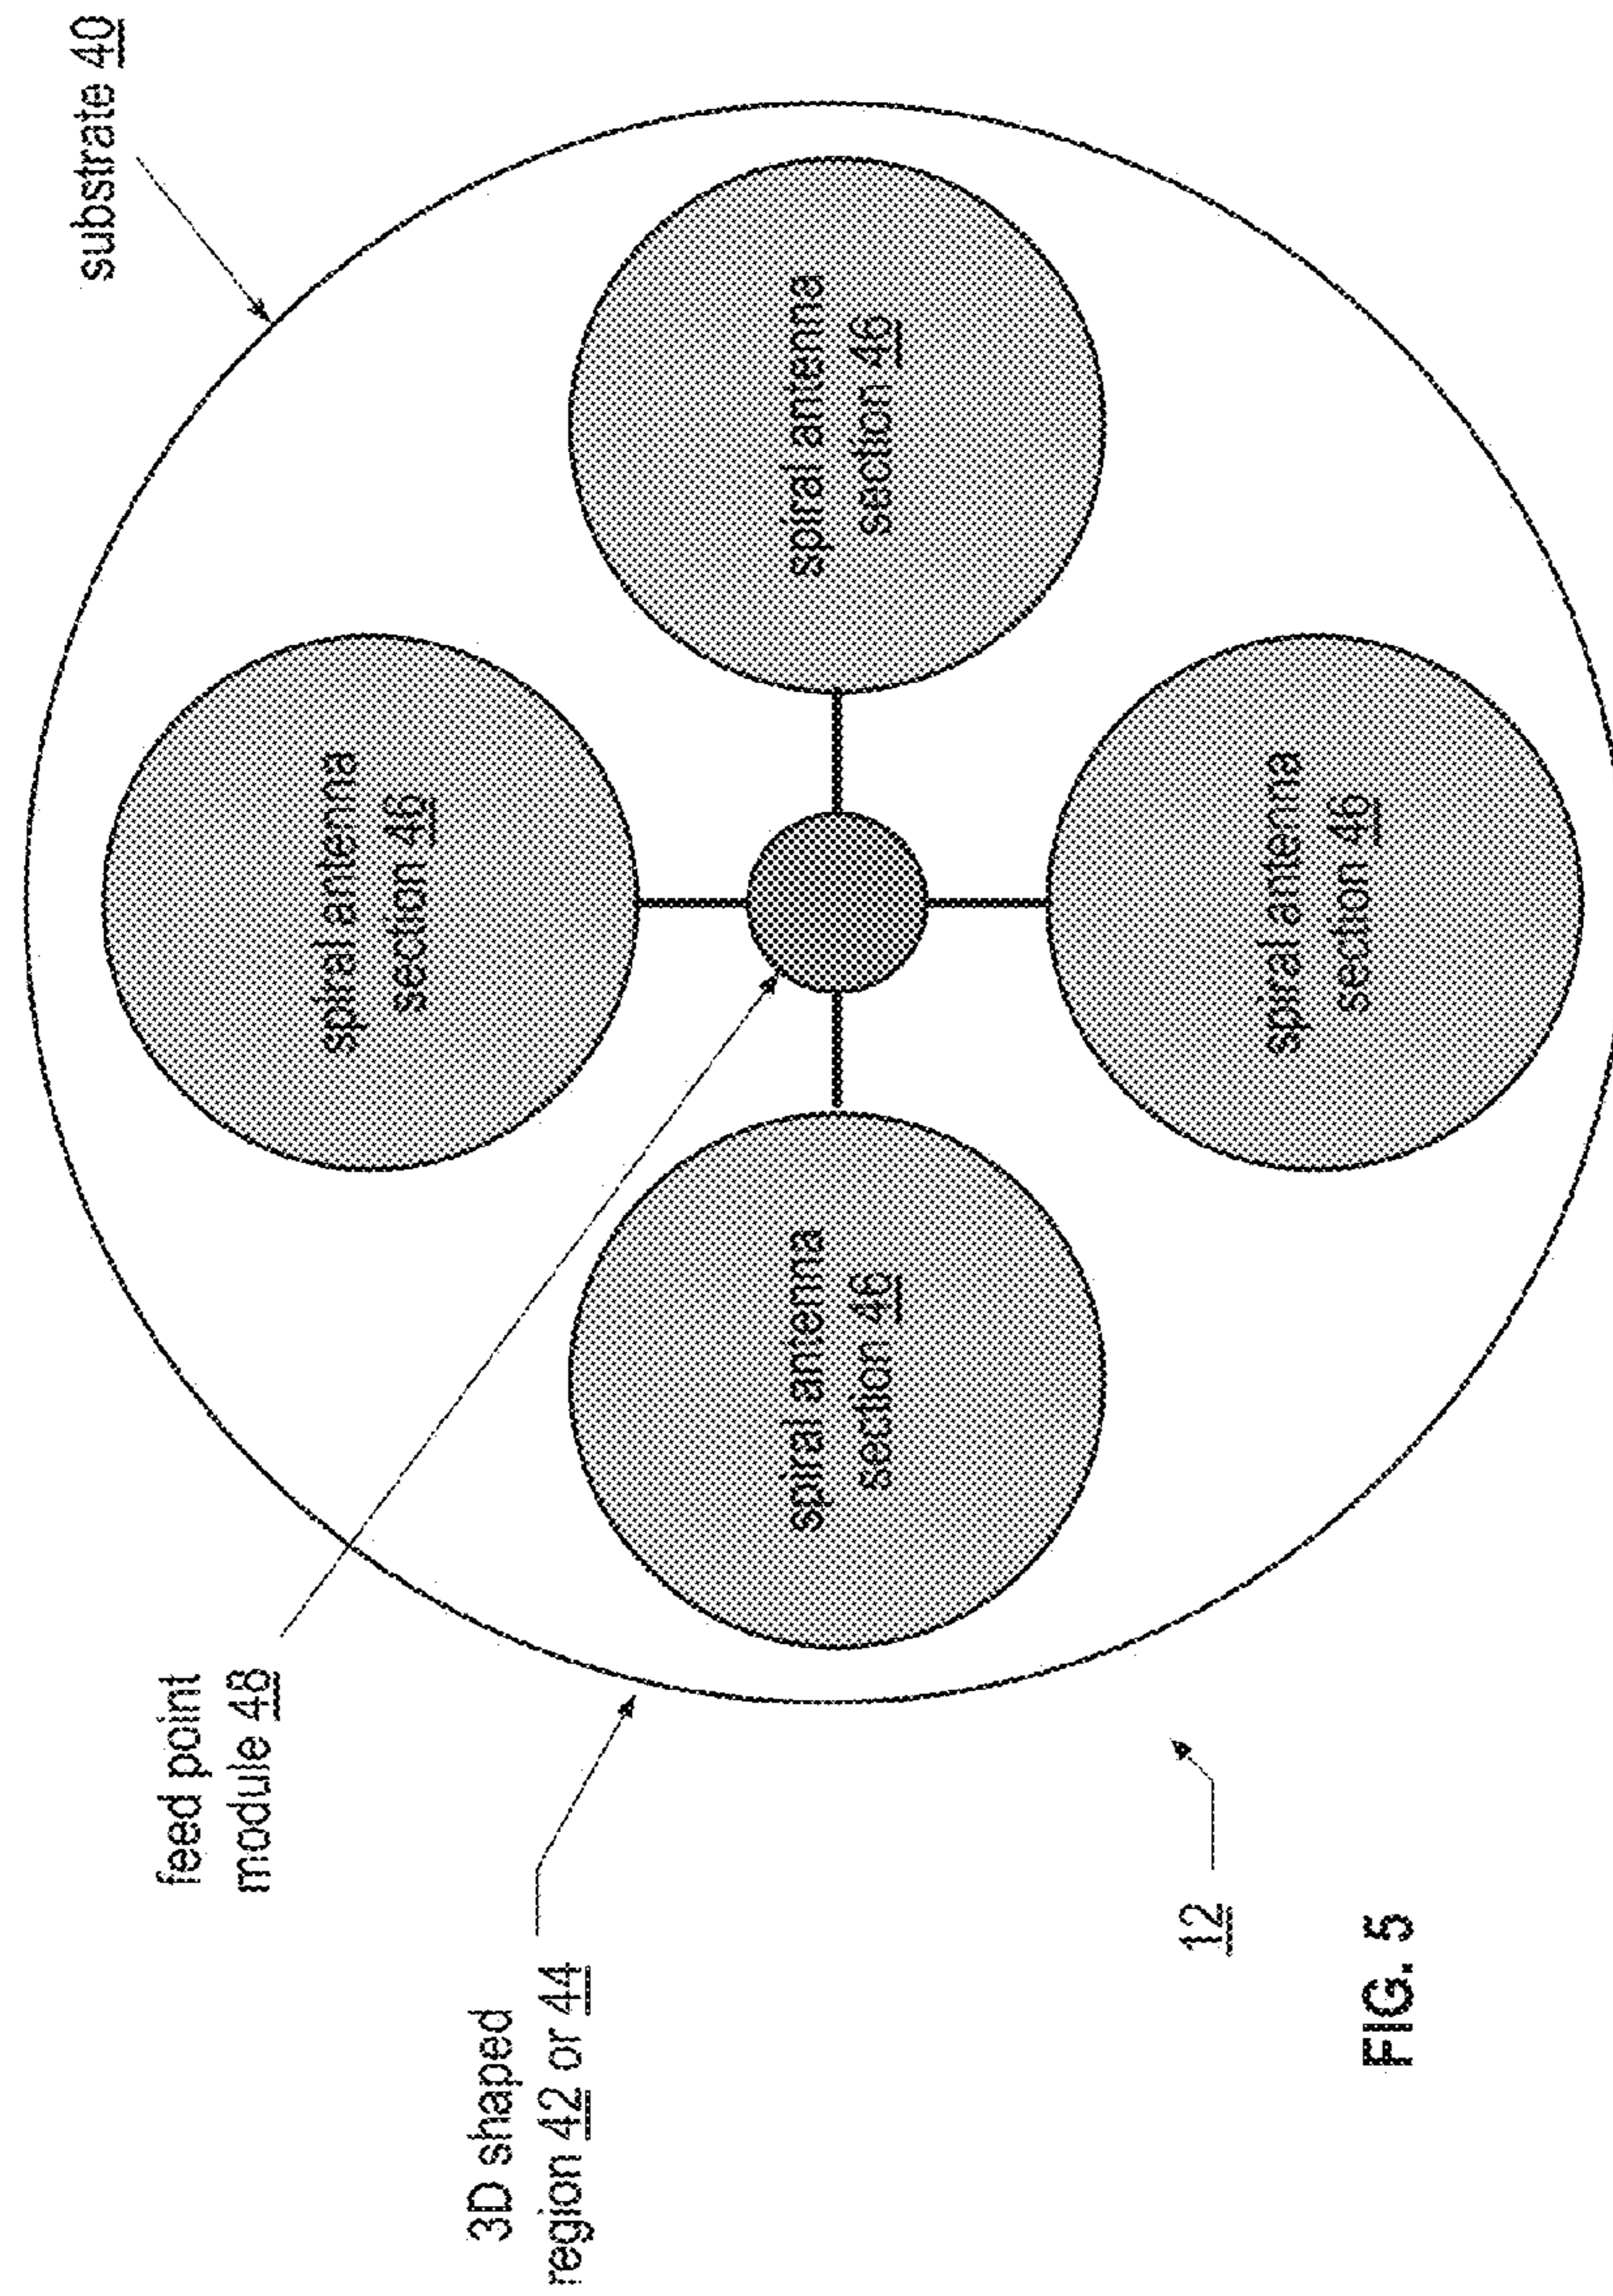 substrate 40
feed point
module 48
3D shaped
region 42 or 44
spiral antenna
section 46
spiral antenna
section 46
spiral antenna
section 46
spiral antenna
section 46
12
FIG. 5